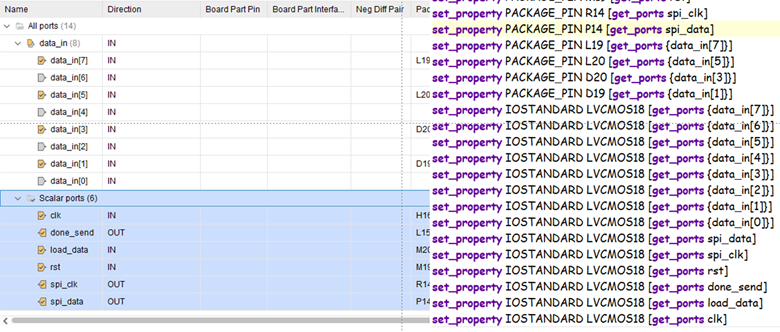 Name Direction Board Part Pin Board Part Interfa... Neg Diff Pair
All ports (14)
data_in (8) IN
data_in[7] IN L19
data_in[6] IN
data_in[5] IN L20
data_in[4] IN
data_in[3] IN D20
data_in[2] IN
data_in[1] IN D19
data_in[0] IN
Scalar ports (6)
clk IN H16
done_send OUT L15
load_data IN M20
rst IN M19
spi_clk OUT R14
spi_data OUT P14
set_property PACKAGE_PIN R14 [get_ports spi_clk]
set_property PACKAGE_PIN P14 [get_ports spi_data]
set_property PACKAGE_PIN L19 [get_ports {data_in[7]}]
set_property PACKAGE_PIN L20 [get_ports {data_in[5]}]
set_property PACKAGE_PIN D20 [get_ports {data_in[3]}]
set_property PACKAGE_PIN D19 [get_ports {data_in[1]}]
set_property IOSTANDARD LVCMOS18 [get_ports {data_in[7]}]
set_property IOSTANDARD LVCMOS18 [get_ports {data_in[6]}]
set_property IOSTANDARD LVCMOS18 [get_ports {data_in[5]}]
set_property IOSTANDARD LVCMOS18 [get_ports {data_in[4]}]
set_property IOSTANDARD LVCMOS18 [get_ports {data_in[3]}]
set_property IOSTANDARD LVCMOS18 [get_ports {data_in[2]}]
set_property IOSTANDARD LVCMOS18 [get_ports {data_in[1]}]
set_property IOSTANDARD LVCMOS18 [get_ports {data_in[0]}]
set_property IOSTANDARD LVCMOS18 [get_ports spi_data]
set_property IOSTANDARD LVCMOS18 [get_ports spi_clk]
set_property IOSTANDARD LVCMOS18 [get_ports rst]
set_property IOSTANDARD LVCMOS18 [get_ports done_send]
set_property IOSTANDARD LVCMOS18 [get_ports load_data]
set_property IOSTANDARD LVCMOS18 [get_ports clk]